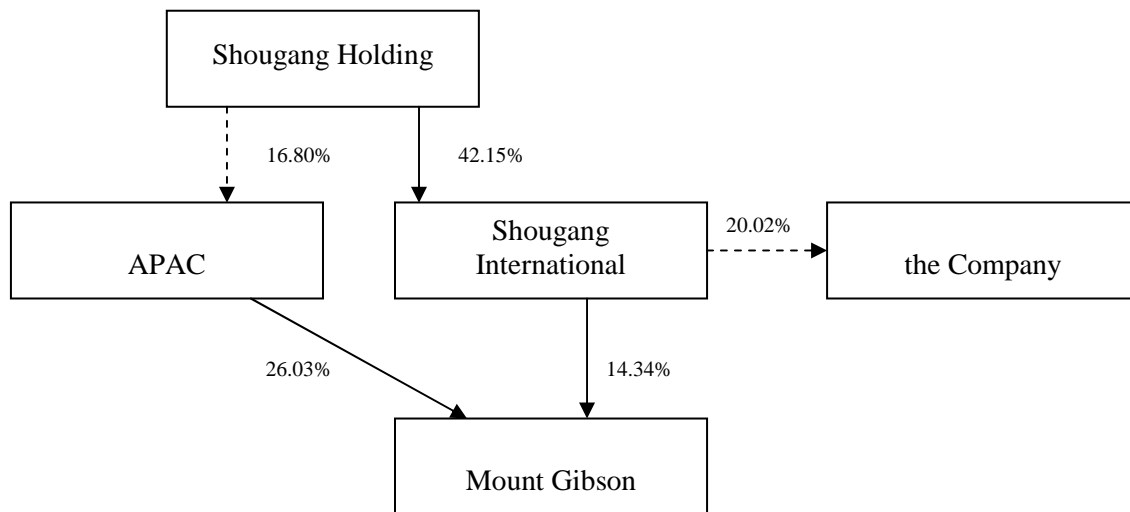 Shougang Holding
16.80%
42.15%
APAC
Shougang
International
20.02%
the Company
26.03%
14.34%
Mount Gibson